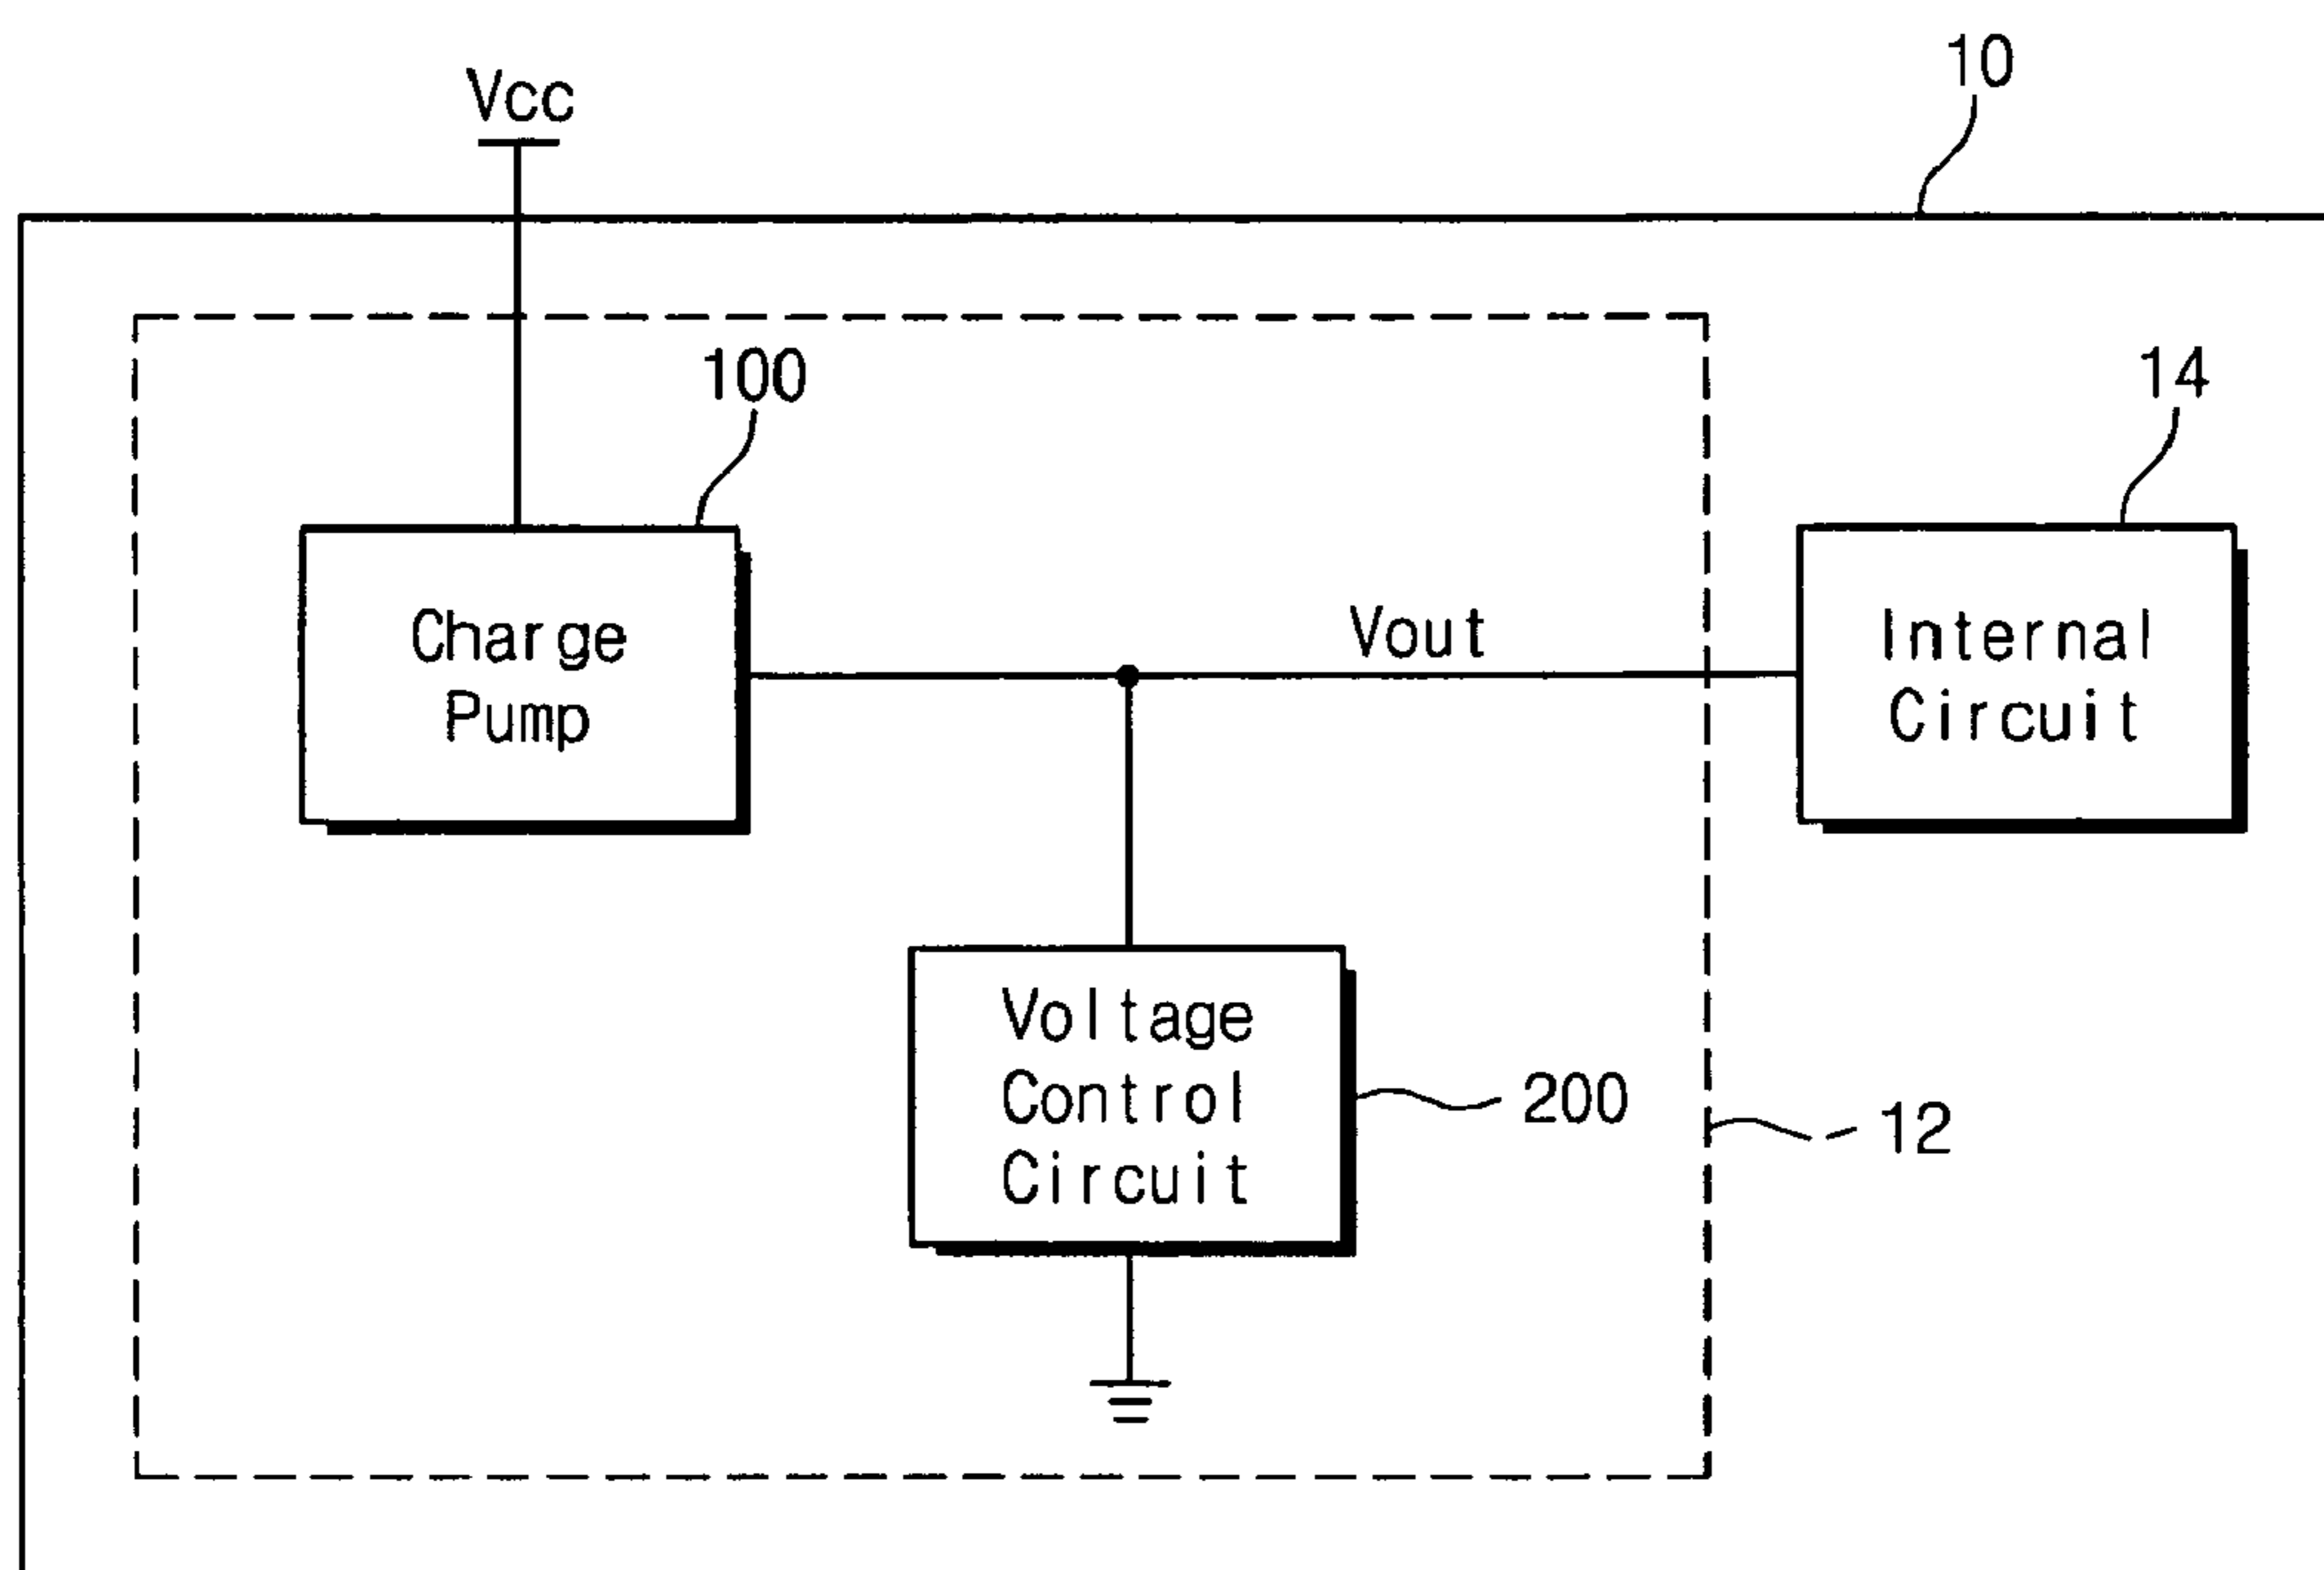 10
Vcc
100
14
Charge
Pump
Vout
Internal
Circuit
Voltage
Control
Circuit
200
12